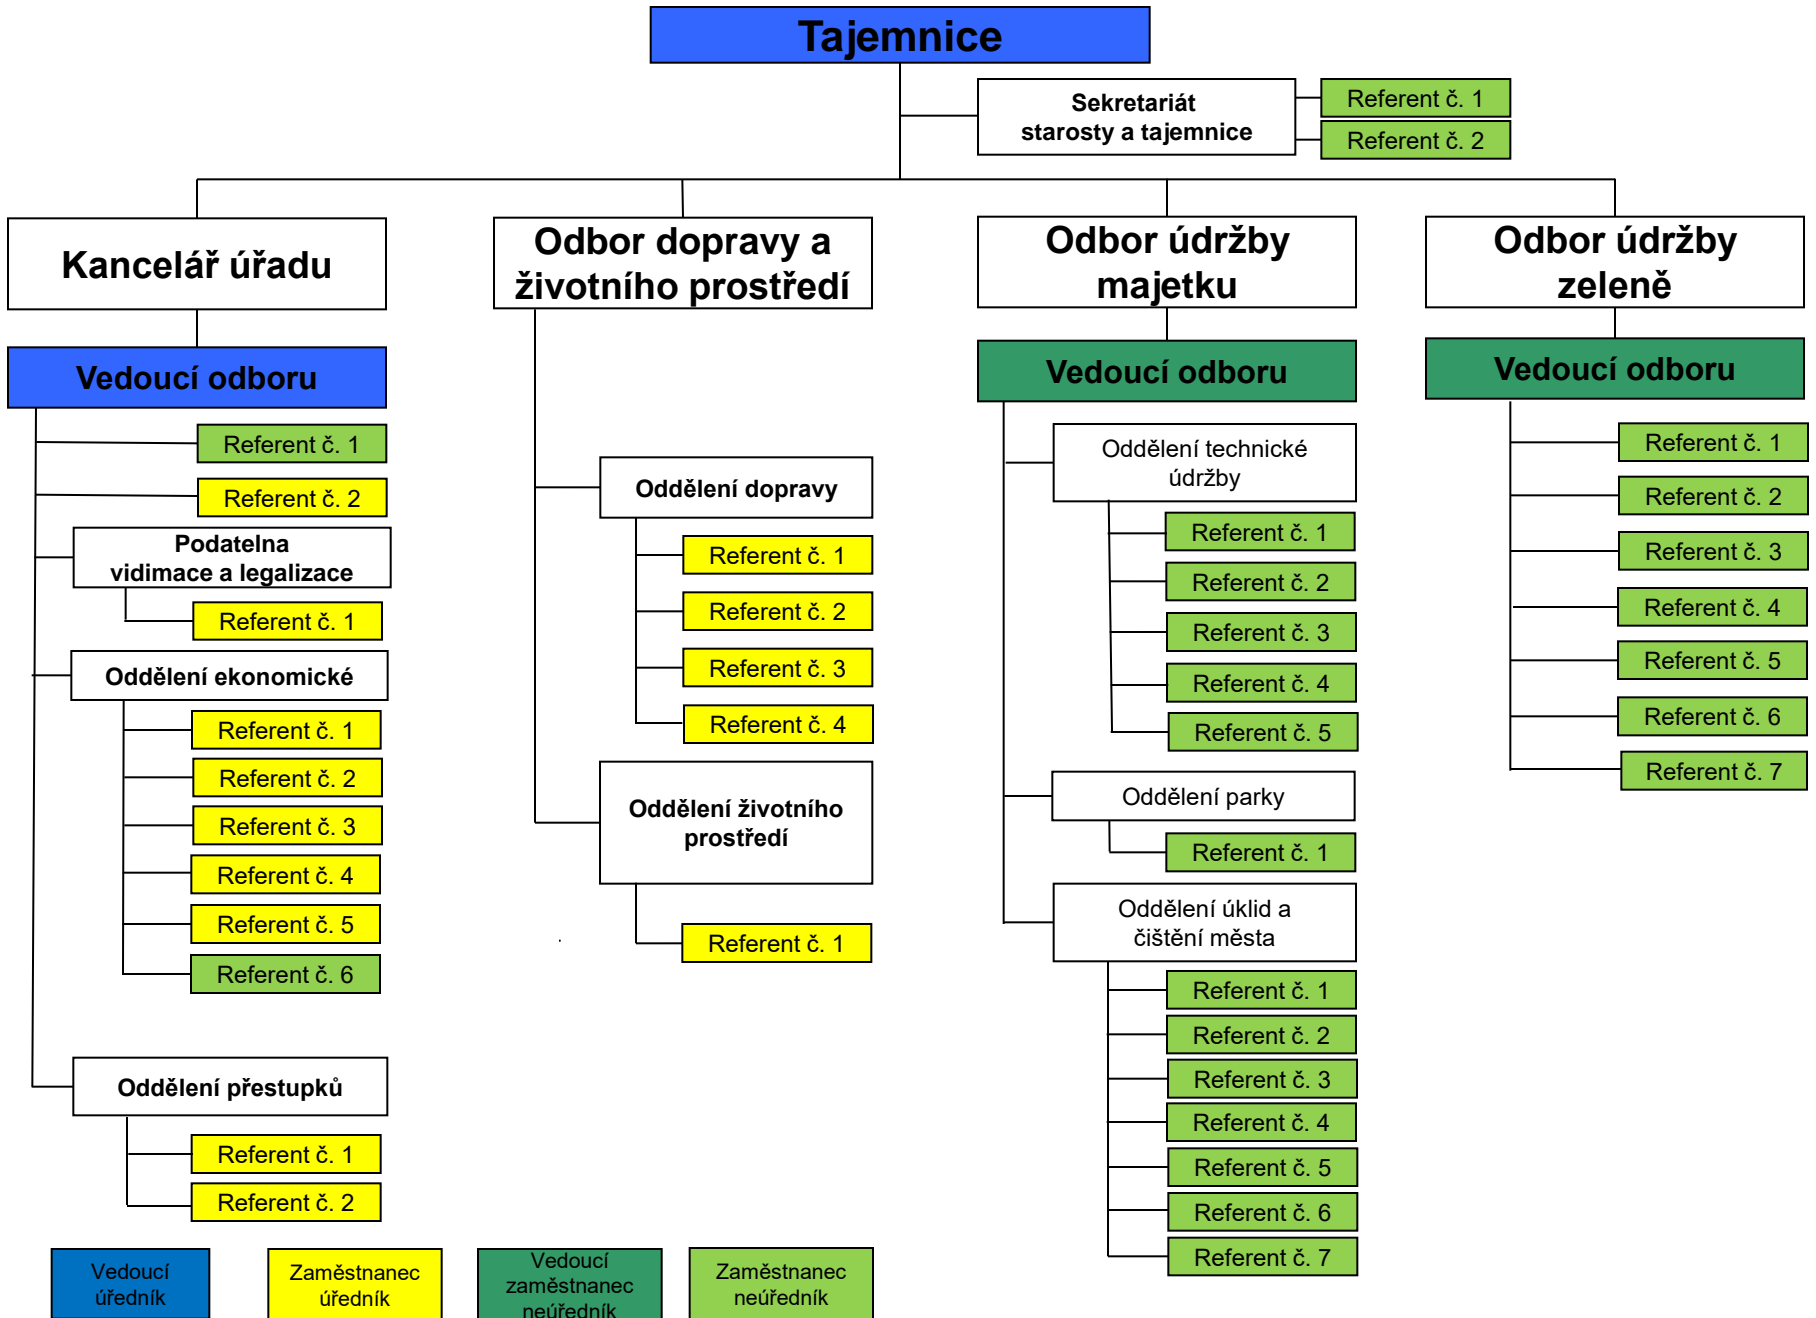 Tajemnice
Sekretariát
starosty a tajemnice
Referent č. 1
Referent č. 2
Kancelář úřadu
Vedoucí odboru
Referent č. 1
Referent č. 2
Podatelna
vidimace a legalizace
Referent č. 1
Oddělení ekonomické
Referent č. 1
Referent č. 2
Referent č. 3
Referent č. 4
Referent č. 5
Referent č. 6
Oddělení přestupků
Referent č. 1
Referent č. 2
Odbor dopravy a
životního prostředí
Oddělení dopravy
Referent č. 1
Referent č. 2
Referent č. 3
Referent č. 4
Oddělení životního
prostředí
Referent č. 1
Odbor údržby
majetku
Vedoucí odboru
Oddělení technické
údržby
Referent č. 1
Referent č. 2
Referent č. 3
Referent č. 4
Referent č. 5
Oddělení parky
Referent č. 1
Oddělení úklid a
čištění města
Referent č. 1
Referent č. 2
Referent č. 3
Referent č. 4
Referent č. 5
Referent č. 6
Referent č. 7
Odbor údržby
zeleně
Vedoucí odboru
Referent č. 1
Referent č. 2
Referent č. 3
Referent č. 4
Referent č. 5
Referent č. 6
Referent č. 7
Vedoucí
úředník
Zaměstnanec
úředník
Vedoucí
zaměstnanec
neúředník
Zaměstnanec
neúředník